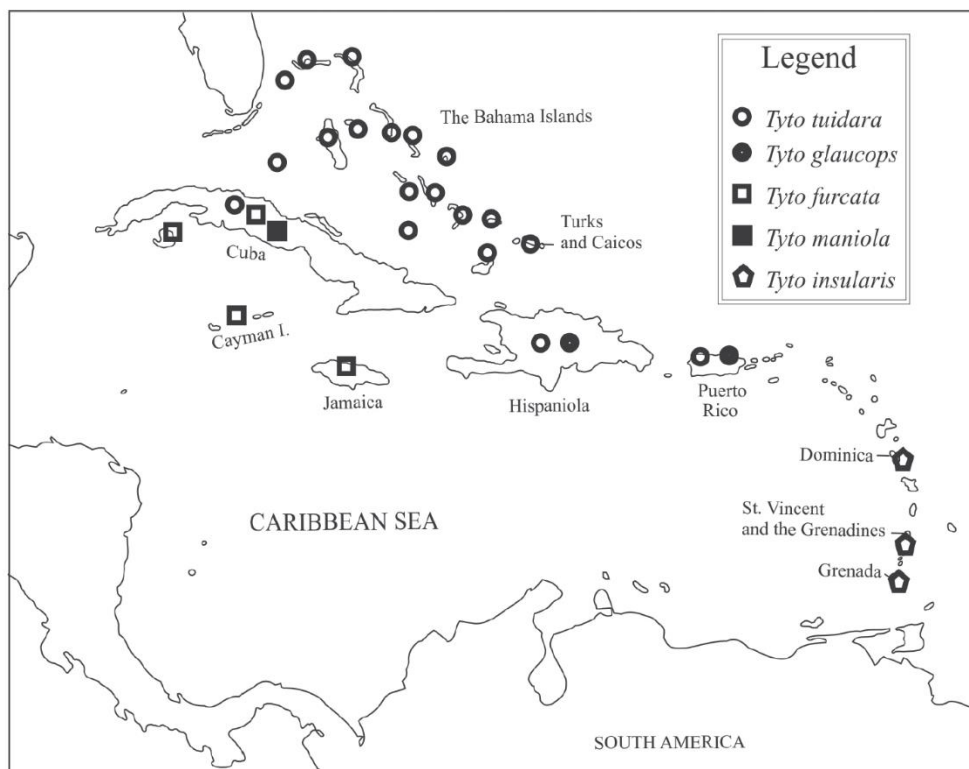 Legend
Tyto tuidara
Tyto glaucops
Tyto furcata
Tyto maniola
Tyto insularis
The Bahama Islands
Turks
and Caicos
Cuba
Cayman I.
Jamaica
Hispaniola
Puerto
Rico
Dominica
St. Vincent
and the Grenadines
Grenada
CARIBBEAN SEA
SOUTH AMERICA